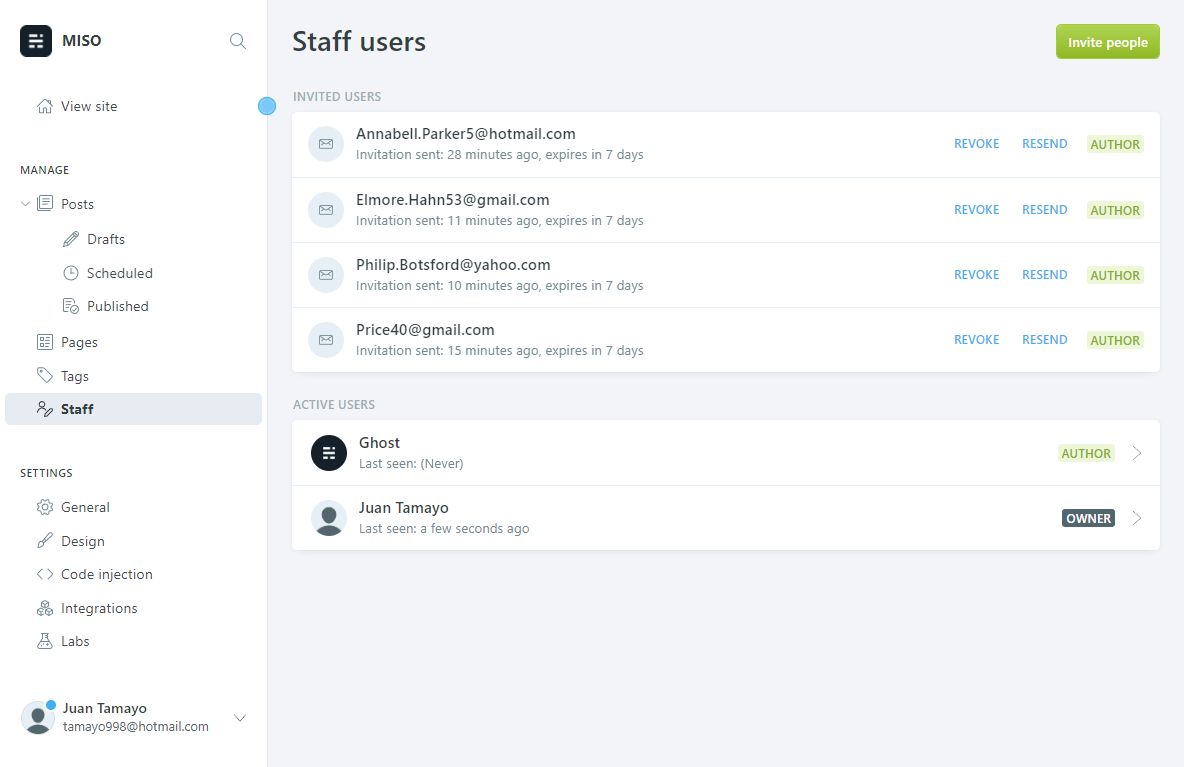 MISO
View site
MANAGE
Posts
Drafts
Scheduled
Published
Pages
Tags
Staff
SETTINGS
General
Design
Code injection
Integrations
Labs
Juan Tamayo
tamayo998@hotmail.com
Staff users
Invite people
INVITED USERS
Annabell.Parker5@hotmail.com
Invitation sent: 28 minutes ago, expires in 7 days
REVOKE RESEND AUTHOR
Elmore.Hahn53@gmail.com
Invitation sent: 11 minutes ago, expires in 7 days
REVOKE RESEND AUTHOR
Philip.Botsford@yahoo.com
Invitation sent: 10 minutes ago, expires in 7 days
REVOKE RESEND AUTHOR
Price40@gmail.com
Invitation sent: 15 minutes ago, expires in 7 days
REVOKE RESEND AUTHOR
ACTIVE USERS
Ghost
Last seen: (Never)
AUTHOR
Juan Tamayo
Last seen: a few seconds ago
OWNER